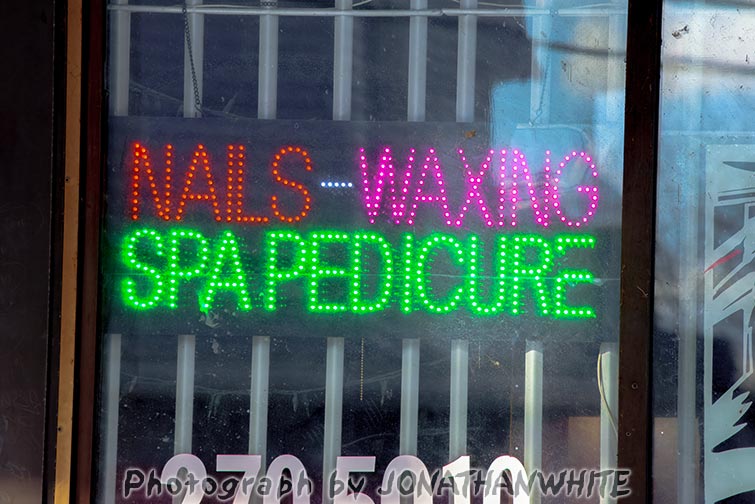 NAILS - WAXING
SPA PEDICURE
Photograph by JONATHANWHITE